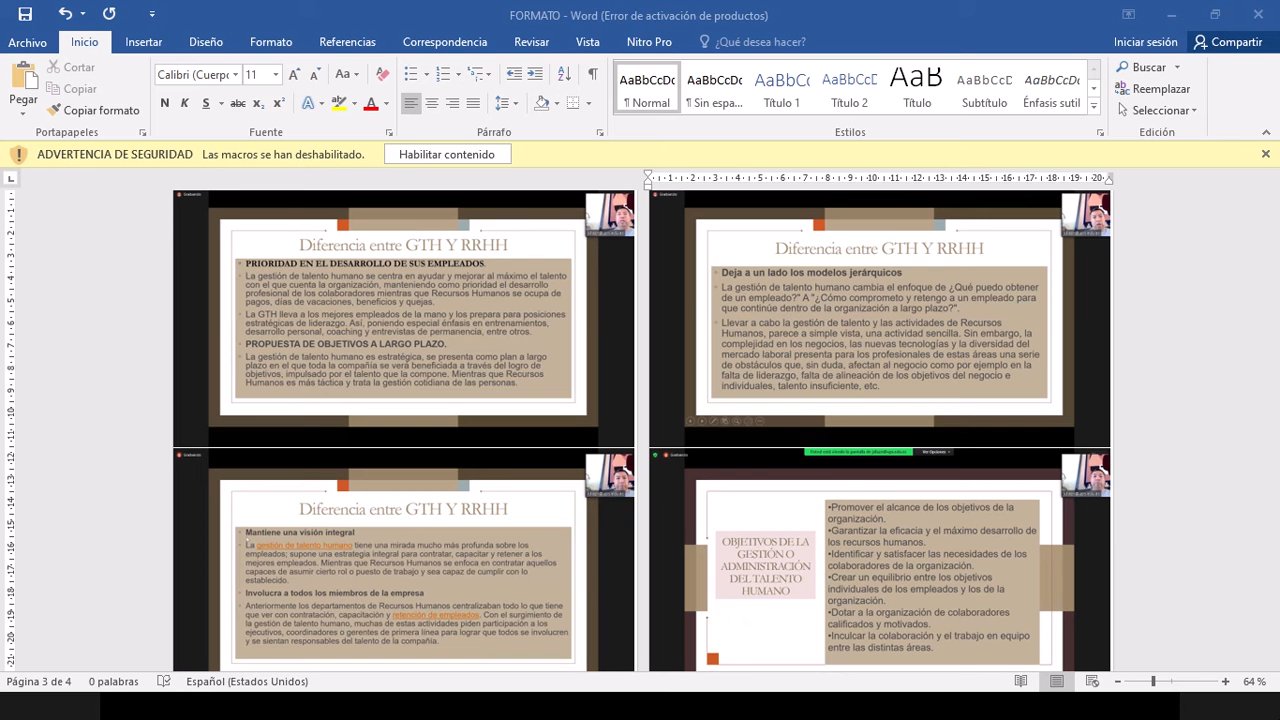 FORMATO - Word (Error de activación de productos)
Archivo Inicio Insertar Diseño Formato Referencias Correspondencia Revisar Vista Nitro Pro ¿Qué desea hacer? Iniciar sesión Compartir
Pegar
Cortar
Copiar
Copiar formato
Portapapeles
Calibri (Cuerpo 11
Aa
N K S abc x₂ x²
Fuente
Párrafo
AaBbCcDc AaBbCcDc AaBbCcDc AaBbCcD AaB AaBbCcDc AaBbCcDc
¶ Normal ¶ Sin espa... Título 1 Título 2 Título Subtítulo Énfasis sutil
Estilos
Buscar
Reemplazar
Seleccionar
Edición
ADVERTENCIA DE SEGURIDAD Las macros se han deshabilitado. Habilitar contenido
Diferencia entre GTH Y RRHH
PRIORIDAD EN EL DESARROLLO DE SUS EMPLEADOS.
La gestión de talento humano se centra en ayudar y mejorar al máximo el talento
con el que cuenta la organización, manteniendo como prioridad el desarrollo
profesional de los colaboradores mientras que Recursos Humanos se ocupa de
pagos, días de vacaciones, beneficios y quejas.
La GTH lleva a los mejores empleados de la mano y los prepara para posiciones
estratégicas de liderazgo. Así, poniendo especial énfasis en entrenamientos,
desarrollo personal, coaching y entrevistas de permanencia, entre otros.
PROPUESTA DE OBJETIVOS A LARGO PLAZO.
La gestión de talento humano es estratégica, se presenta como plan a largo
plazo en el que toda la compañía se verá beneficiada a través del logro de
objetivos, impulsado por el talento que la compone. Mientras que Recursos
Humanos es más táctica y trata la gestión cotidiana de las personas.
Diferencia entre GTH Y RRHH
Deja a un lado los modelos jerárquicos
La gestión de talento humano cambia el enfoque de ¿Qué puedo obtener
de un empleado?" A "¿Cómo comprometo y retengo a un empleado para
que continúe dentro de la organización a largo plazo?".
Llevar a cabo la gestión de talento y las actividades de Recursos
Humanos, parece a simple vista, una actividad sencilla. Sin embargo, la
complejidad en los negocios, las nuevas tecnologías y la diversidad del
mercado laboral presenta para los profesionales de estas áreas una serie
de obstáculos que, sin duda, afectan al negocio como por ejemplo en la
falta de liderazgo, falta de alineación de los objetivos del negocio e
individuales, talento insuficiente, etc.
Diferencia entre GTH Y RRHH
Mantiene una visión integral
La gestión de talento humano tiene una mirada mucho más profunda sobre los
empleados; supone una estrategia integral para contratar, capacitar y retener a los
mejores empleados. Mientras que Recursos Humanos se enfoca en contratar aquellos
capaces de asumir cierto rol o puesto de trabajo y sea capaz de cumplir con lo
establecido.
Involucra a todos los miembros de la empresa
Anteriormente los departamentos de Recursos Humanos centralizaban todo lo que tiene
que ver con contratación, capacitación y retención de empleados. Con el surgimiento de
la gestión de talento humano, muchas de estas actividades piden participación a los
ejecutivos, coordinadores o gerentes de primera línea para lograr que todos se involucren
y se sientan responsables del talento de la compañía.
OBJETIVOS DE LA
GESTIÓN O
ADMINISTRACIÓN
DEL TALENTO
HUMANO
•Promover el alcance de los objetivos de la
organización.
•Garantizar la eficacia y el máximo desarrollo de
los recursos humanos.
•Identificar y satisfacer las necesidades de los
colaboradores de la organización.
•Crear un equilibrio entre los objetivos
individuales de los empleados y los de la
organización.
•Dotar a la organización de colaboradores
calificados y motivados.
•Inculcar la colaboración y el trabajo en equipo
entre las distintas áreas.
Página 3 de 4 0 palabras Español (Estados Unidos) 64 %